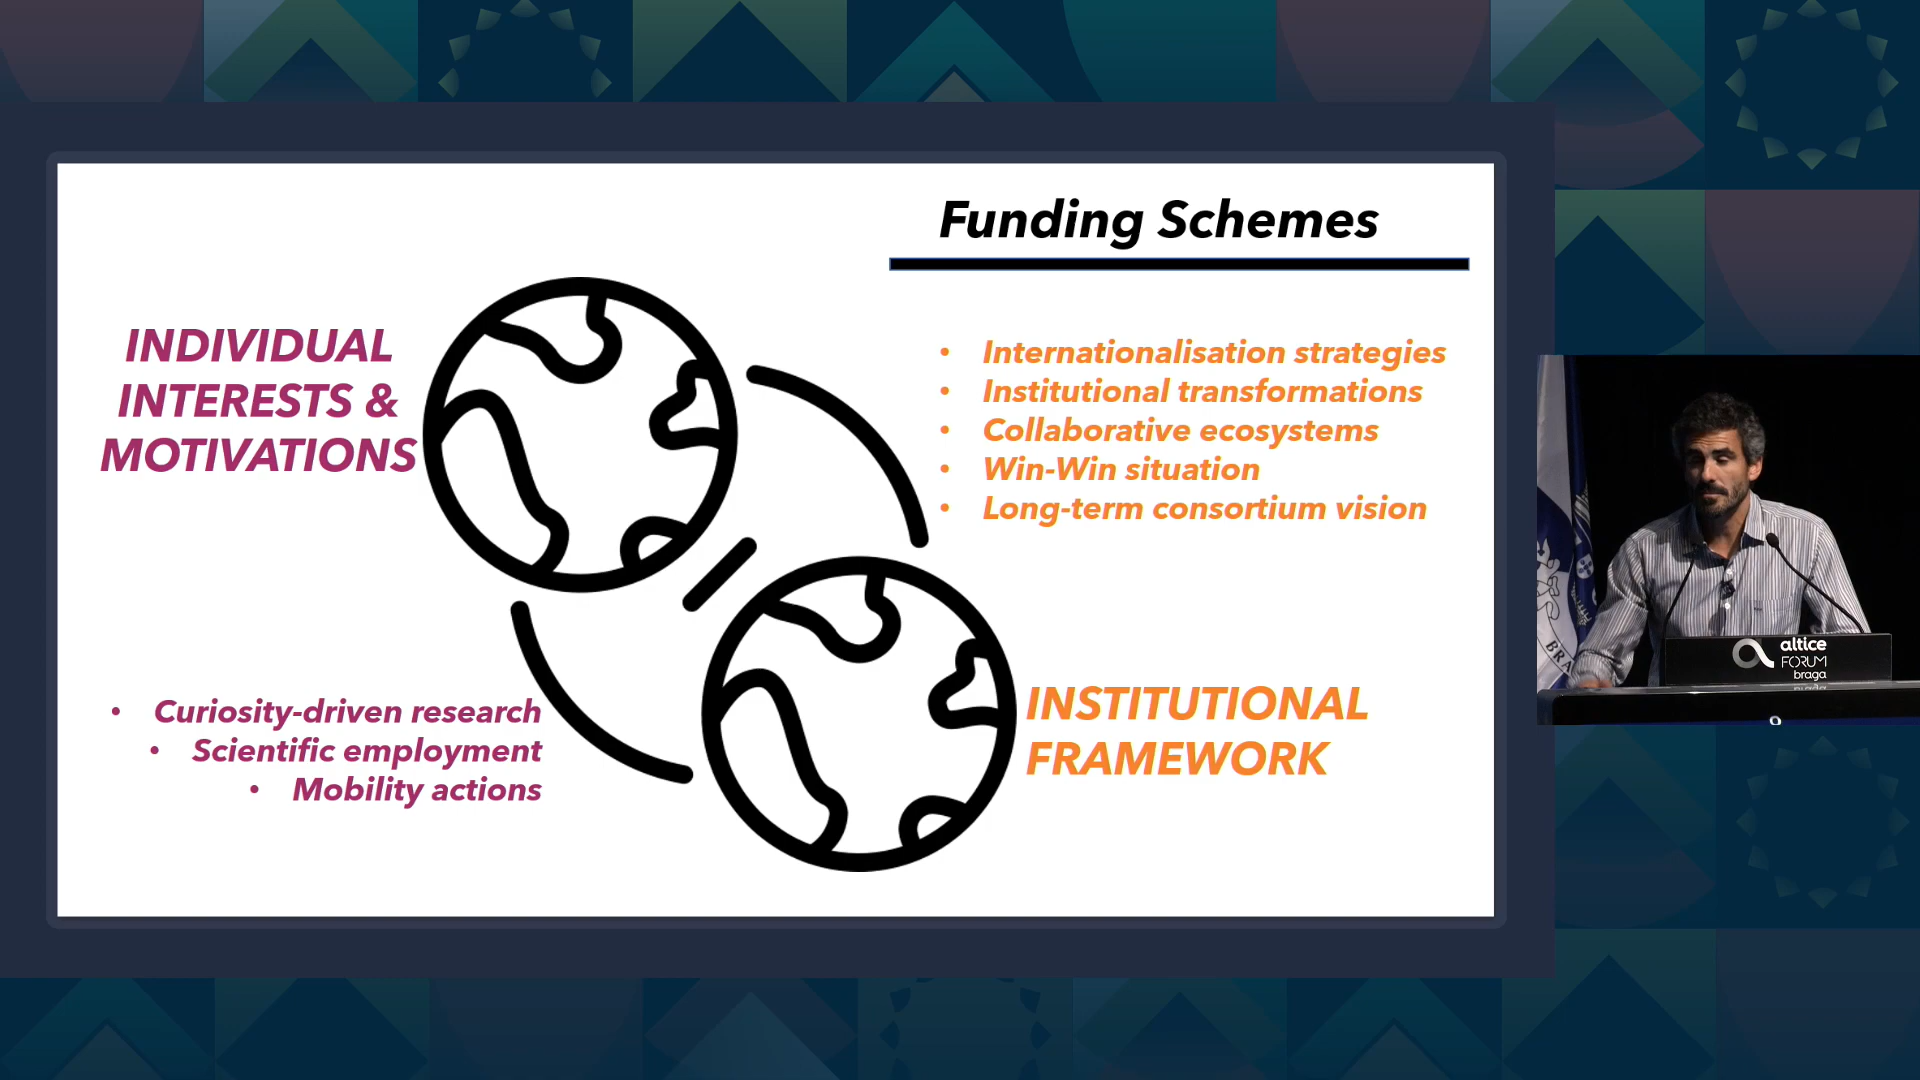 Funding Schemes
INDIVIDUAL
INTERESTS &
MOTIVATIONS
• Internationalisation strategies
• Institutional transformations
• Collaborative ecosystems
• Win-Win situation
• Long-term consortium vision
• Curiosity-driven research
• Scientific employment
• Mobility actions
INSTITUTIONAL
FRAMEWORK
BRA
altice
FORUM
braga